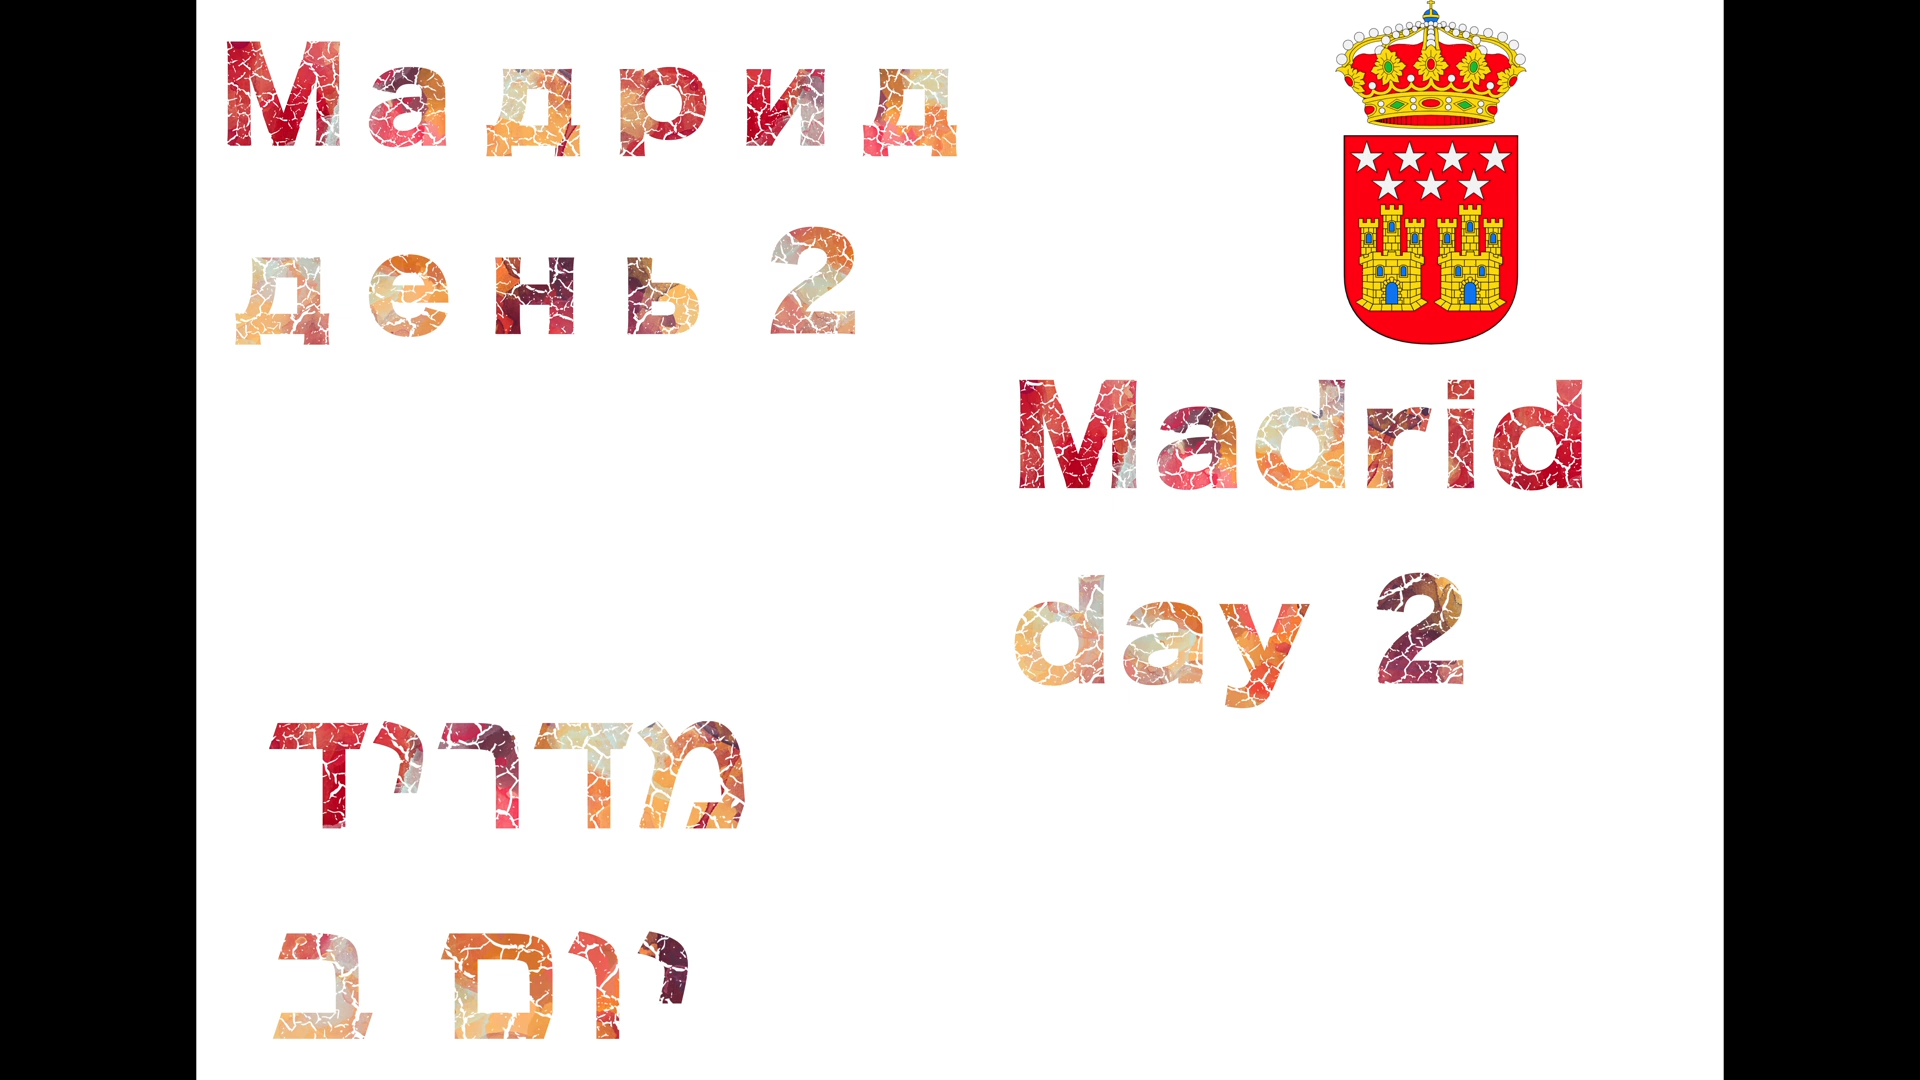 Мадрид
день 2
Madrid
day 2
מדריד
יום ב